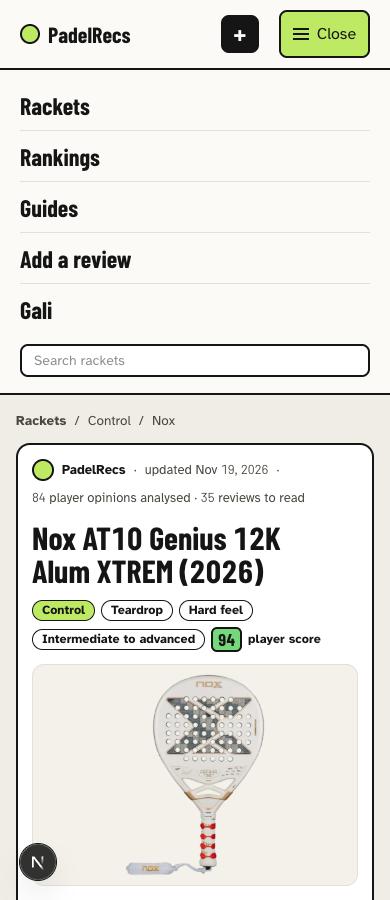 PadelRecs
+
Close
Rackets
Rankings
Guides
Add a review
Gali
Search rackets
Rackets / Control / Nox
PadelRecs · updated Nov 19, 2026 ·
84 player opinions analysed · 35 reviews to read
Nox AT10 Genius 12K
Alum XTREM (2026)
Control Teardrop Hard feel
Intermediate to advanced 94 player score
nox
nox
N